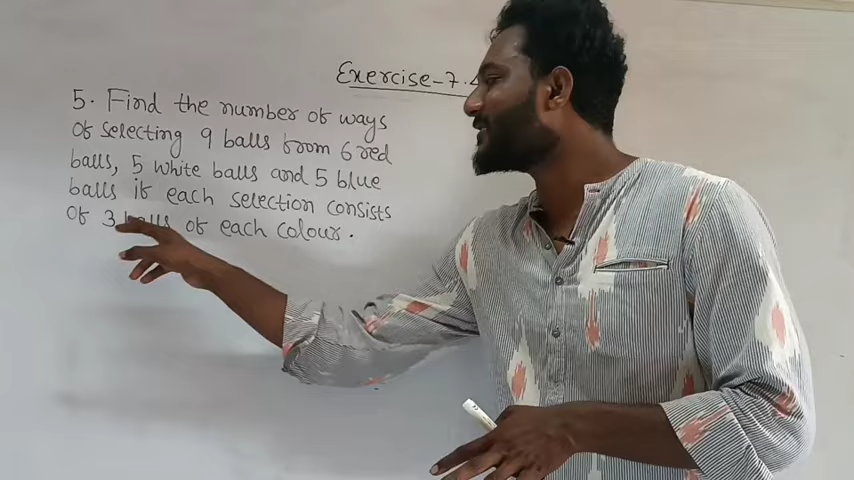 Exercise-7.4
5. Find the number of ways
of selecting 9 balls from 6 red
balls, 5 white balls and 5 blue
balls if each selection consists
of 3 balls of each colour.